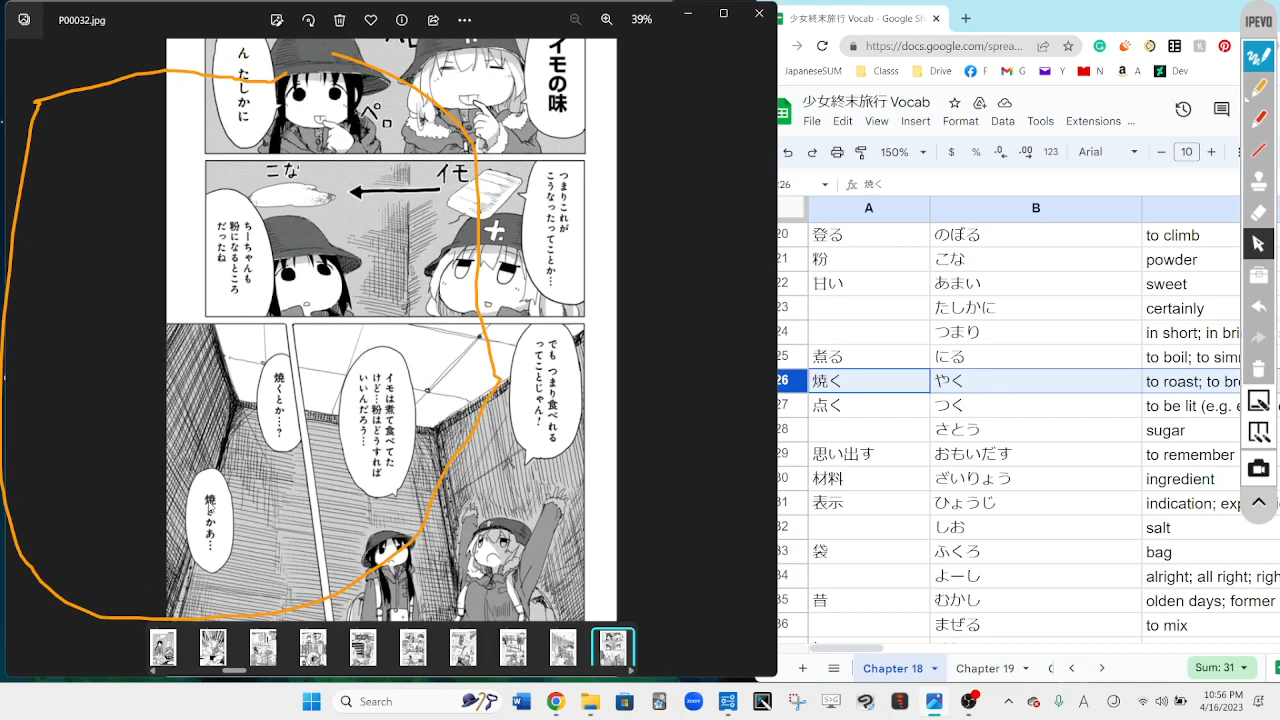 P00032.jpg
39%
イモの味
ん たしかに
ペロ
つまりこれが
こうなったってことか…
イモ
こな
ちーちゃんも
粉になるところ
だったね
でも つまり食べれる
ってことじゃん!
イモは煮て食べてた
けど…粉はどうすれば
いいんだろう…
焼くとか…?
焼とかあ…
少女終末旅行 Vocab - Google S
https://docs.google.com/sprea...
JapaneseSUM
Classs
Drive
G
Y
M
a
A
Dev
少女終末旅行 Vocab
File
Edit
View
Insert
Format
Data
Tools
Extensions ...
150%
$
%
.0
.00
123
Arial
10
26
fx 焼く
A
B
20 登る のぼる to climb
21 粉 こな powder
22 甘い あまい sweet
23 たしかに certainly
24 つまり in short; in bri
25 煮る にる to boil; to sim
26 焼く やく to roast; to br
27 点く つく to be lit (e.g. e
28 さとう sugar
29 思い出す おもいだす to remember
30 材料 ざいりょう ingredient
31 表示 ひょうじ indication; exp
32 しお salt
33 袋 ふくろ bag
34 よーし alright, all right; righ
35 昔 むかし olden days; former
36 まぜる to mix
Chapter 18
Chapter 19
Sum: 31
IPEVO
Search
zoom
10:56 PM
8/28/2023